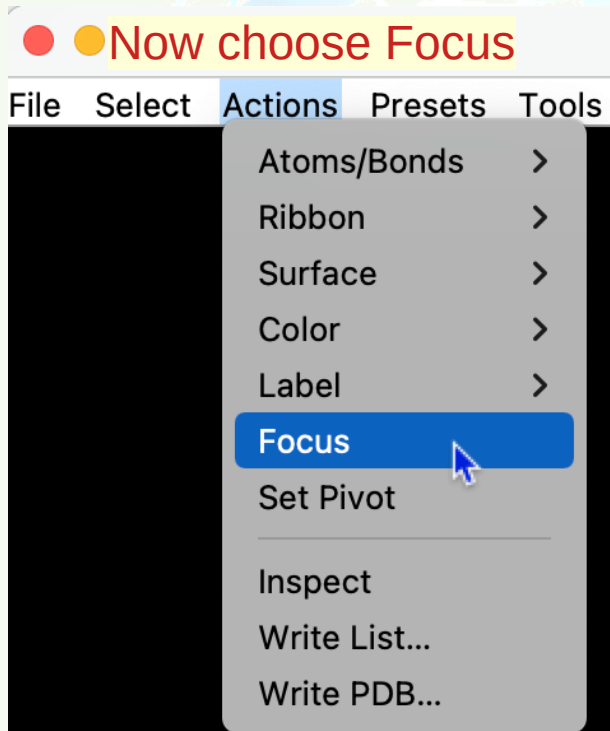 Now choose Focus
File Select Actions Presets Tools
Atoms/Bonds
Ribbon
Surface
Color
Label
Focus
Set Pivot
Inspect
Write List...
Write PDB...